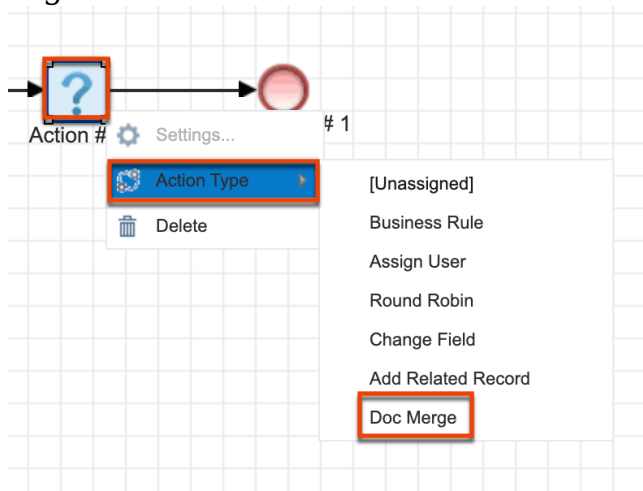 Action #
# 1
Settings...
Action Type
Delete
[Unassigned]
Business Rule
Assign User
Round Robin
Change Field
Add Related Record
Doc Merge